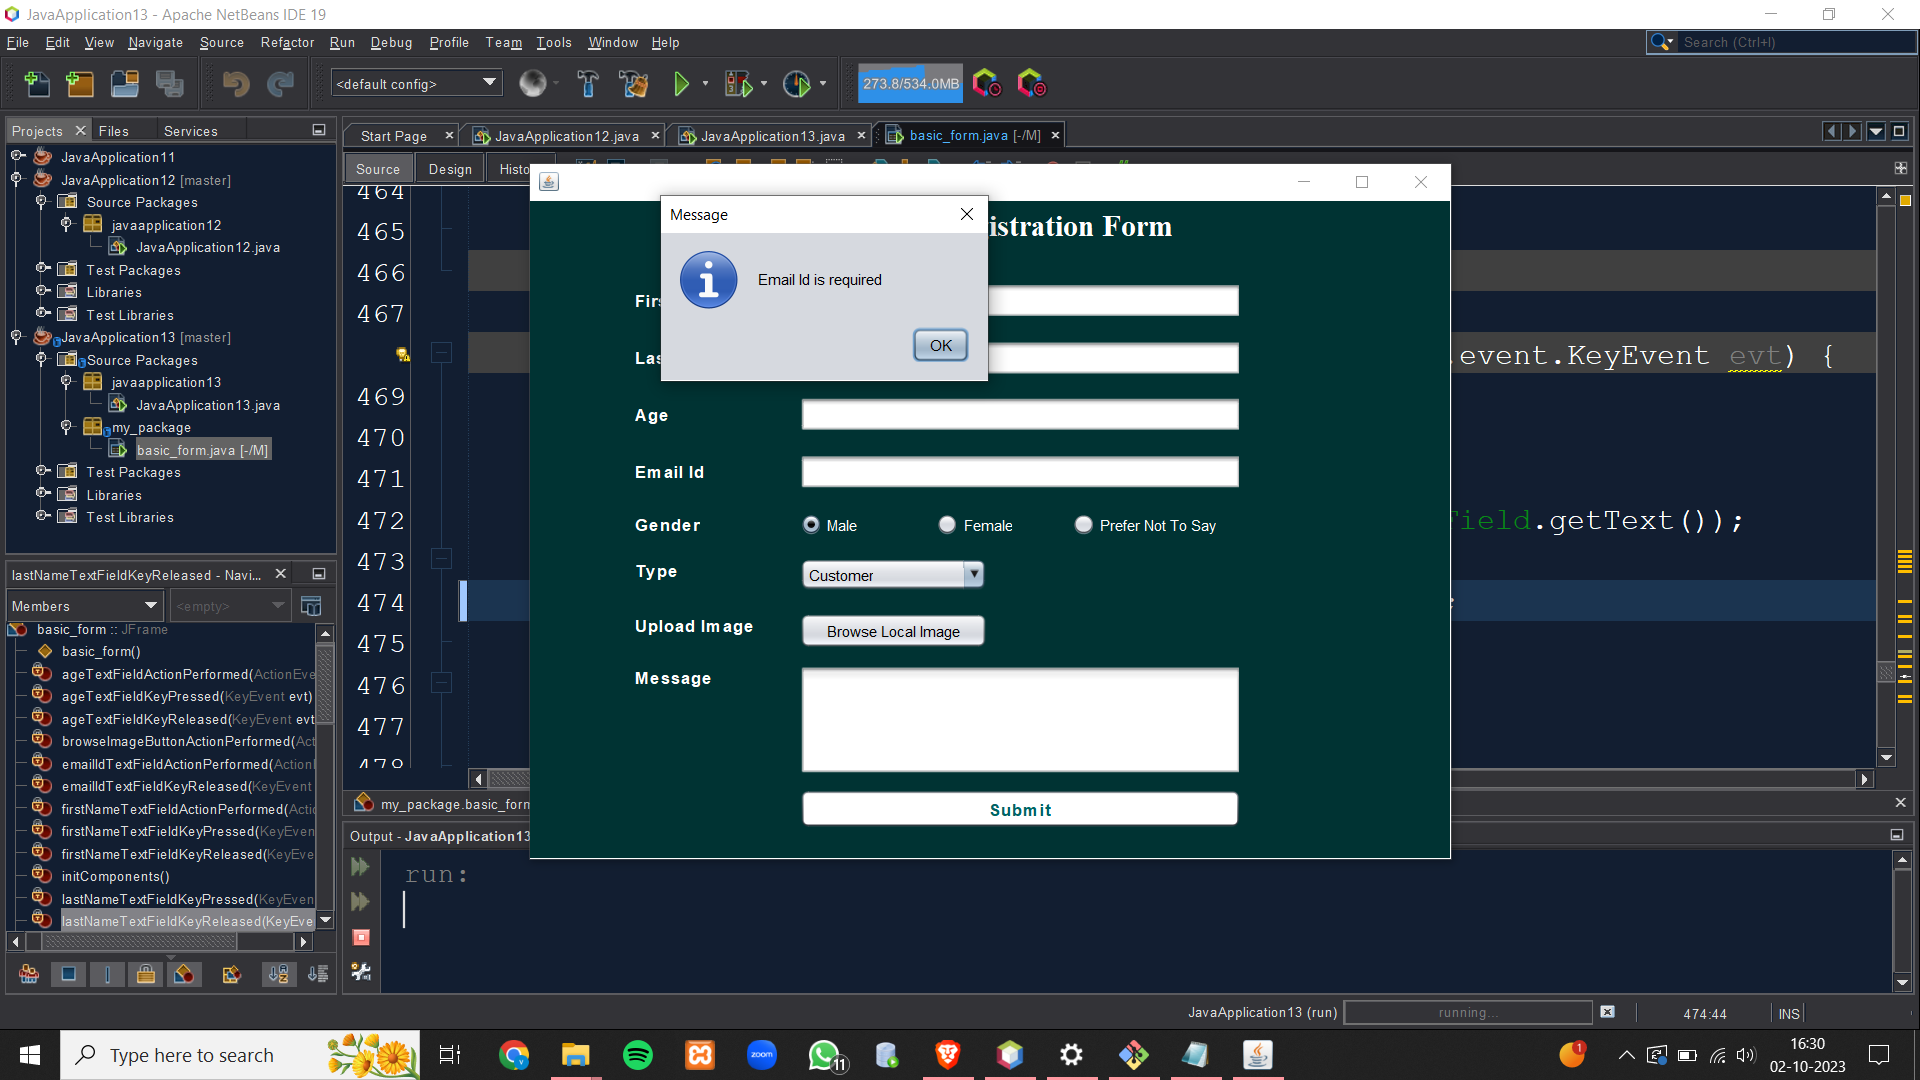 JavaApplication13 - Apache NetBeans IDE 19
File Edit View Navigate Source Refactor Run Debug Profile Team Tools Window Help
Search (Ctrl+I)
<default config>
273.8/534.0MB
Projects Files Services
Start Page JavaApplication12.java JavaApplication13.java basic_form.java [-/M]
Source Design Histo
JavaApplication11
JavaApplication12 [master]
Source Packages
javaapplication12
JavaApplication12.java
Test Packages
Libraries
Test Libraries
JavaApplication13 [master]
Source Packages
javaapplication13
JavaApplication13.java
my_package
basic_form.java [-/M]
Test Packages
Libraries
Test Libraries
lastNameTextFieldKeyReleased - Navi...
Members
<empty>
basic_form :: JFrame
basic_form()
ageTextFieldActionPerformed(ActionEve
ageTextFieldKeyPressed(KeyEvent evt)
ageTextFieldKeyReleased(KeyEvent evt
browseImageButtonActionPerformed(Act
emailIdTextFieldActionPerformed(Action
emailIdTextFieldKeyReleased(KeyEvent
firstNameTextFieldActionPerformed(Actio
firstNameTextFieldKeyPressed(KeyEven
firstNameTextFieldKeyReleased(KeyEve
initComponents()
lastNameTextFieldKeyPressed(KeyEven
lastNameTextFieldKeyReleased(KeyEve
464
465
466
467
469
470
471
472
473
474
475
476
477
478
.event.KeyEvent evt) {
Field.getText());
;
Message
Email Id is required
OK
istration Form
Firs
Las
Age
Email Id
Gender
Male Female Prefer Not To Say
Type
Customer
Upload Image
Browse Local Image
Message
Submit
my_package.basic_form
Output - JavaApplication13
run:
JavaApplication13 (run)
running...
474:44
INS
Type here to search
zoom
11
1
16:30
02-10-2023